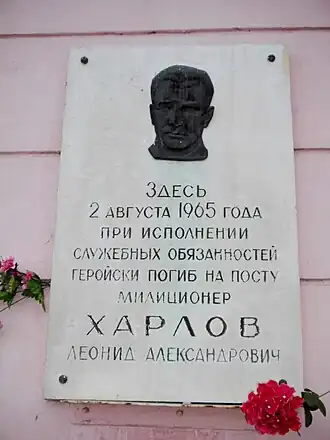 ЗДЕСЬ
2 АВГУСТА 1965 ГОДА
ПРИ ИСПОЛНЕНИИ
СЛУЖЕБНЫХ ОБЯЗАННОСТЕЙ
ГЕРОЙСКИ ПОГИБ НА ПОСТУ
МИЛИЦИОНЕР
ХАРЛОВ
ЛЕОНИД АЛЕКСАНДРОВИЧ